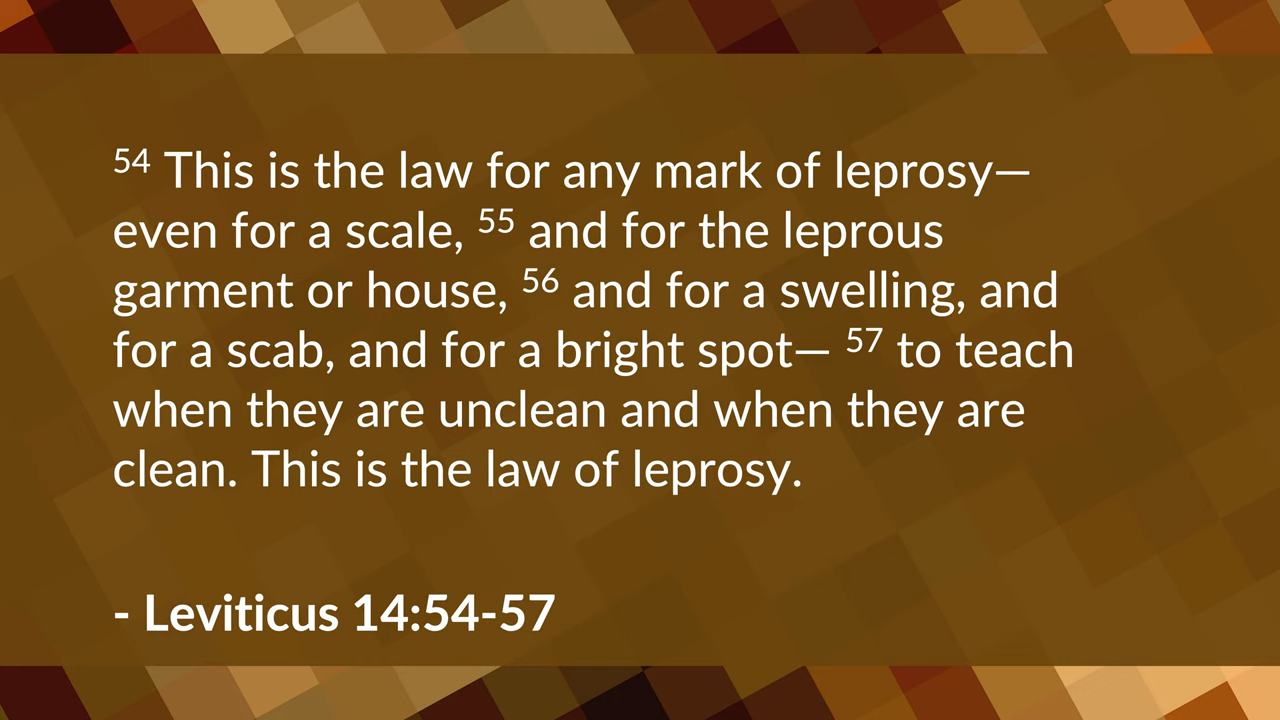 54 This is the law for any mark of leprosy—
even for a scale, 55 and for the leprous
garment or house, 56 and for a swelling, and
for a scab, and for a bright spot— 57 to teach
when they are unclean and when they are
clean. This is the law of leprosy.
- Leviticus 14:54-57